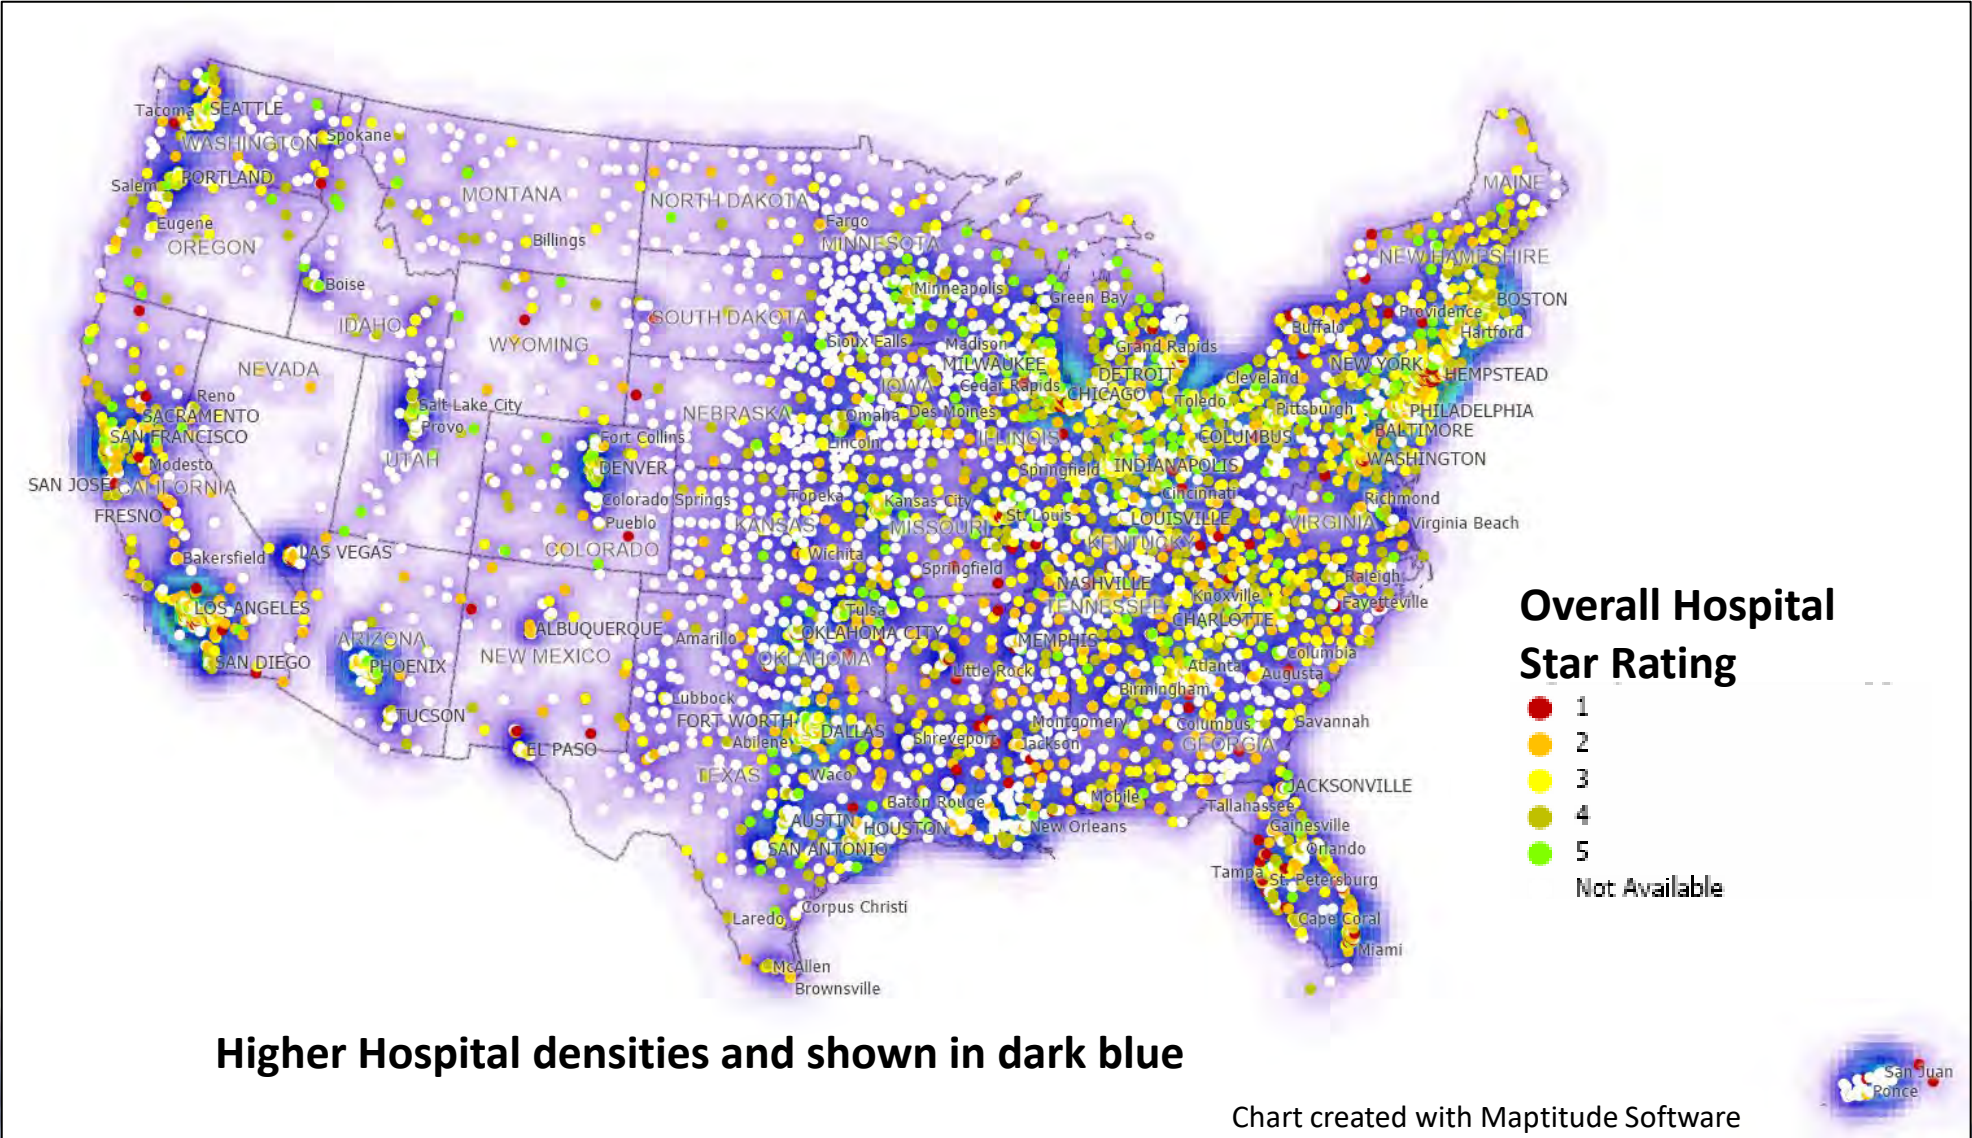 Tacoma
SEATTLE
WASHINGTON
Spokane
Salem
PORTLAND
Eugene
OREGON
MONTANA
Billings
NORTH DAKOTA
Fargo
MINNESOTA
Minneapolis
Green Bay
MAINE
NEW HAMPSHIRE
BOSTON
Providence
Hartford
Buffalo
Boise
IDAHO
WYOMING
SOUTH DAKOTA
Sioux Falls
Madison
MILWAUKEE
Grand Rapids
DETROIT
NEW YORK
HEMPSTEAD
NEVADA
Reno
SACRAMENTO
SAN FRANCISCO
Modesto
SAN JOSE
CALIFORNIA
FRESNO
Salt Lake City
Provo
UTAH
NEBRASKA
IOWA
Cedar Rapids
CHICAGO
Toledo
Cleveland
Pittsburgh
PHILADELPHIA
Omaha
Des Moines
Lincoln
ILLINOIS
COLUMBUS
BALTIMORE
Fort Collins
DENVER
Springfield
INDIANAPOLIS
WASHINGTON
Colorado Springs
Topeka
Kansas City
Cincinnati
Richmond
Pueblo
KANSAS
MISSOURI
St. Louis
LOUISVILLE
VIRGINIA
Virginia Beach
Bakersfield
LAS VEGAS
COLORADO
Wichita
KENTUCKY
Springfield
NASHVILLE
Raleigh
LOS ANGELES
Tulsa
TENNESSEE
Knoxville
Fayetteville
ARIZONA
ALBUQUERQUE
Amarillo
OKLAHOMA CITY
MEMPHIS
CHARLOTTE
SAN DIEGO
PHOENIX
NEW MEXICO
OKLAHOMA
Little Rock
Atlanta
Columbia
Augusta
Lubbock
Birmingham
TUCSON
FORT WORTH
DALLAS
Montgomery
Columbus
Savannah
EL PASO
Abilene
Shreveport
Jackson
GEORGIA
TEXAS
Waco
JACKSONVILLE
Baton Rouge
Mobile
Tallahassee
AUSTIN
HOUSTON
New Orleans
Gainesville
SAN ANTONIO
Orlando
Tampa
St. Petersburg
Laredo
Corpus Christi
Cape Coral
Miami
McAllen
Brownsville
Overall Hospital
Star Rating
1
2
3
4
5
Not Available
Higher Hospital densities and shown in dark blue
San Juan
Ponce
Chart created with Maptitude Software